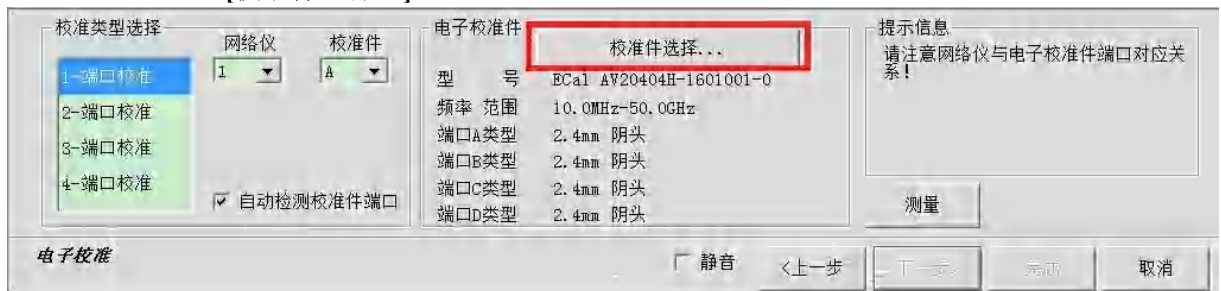 校准类型选择
网络仪 校准件
1 A
1-端口校准
2-端口校准
3-端口校准
4-端口校准
自动检测校准件端口
电子校准件
校准件选择...
型 号 ECal AV20404H-1601001-0
频率 范围 10.0MHz-50.0GHz
端口A类型 2.4mm 阴头
端口B类型 2.4mm 阴头
端口C类型 2.4mm 阴头
端口D类型 2.4mm 阴头
提示信息
请注意网络仪与电子校准件端口对应关
系!
测量
电子校准
静音 <上一步 下一步> 完成 取消